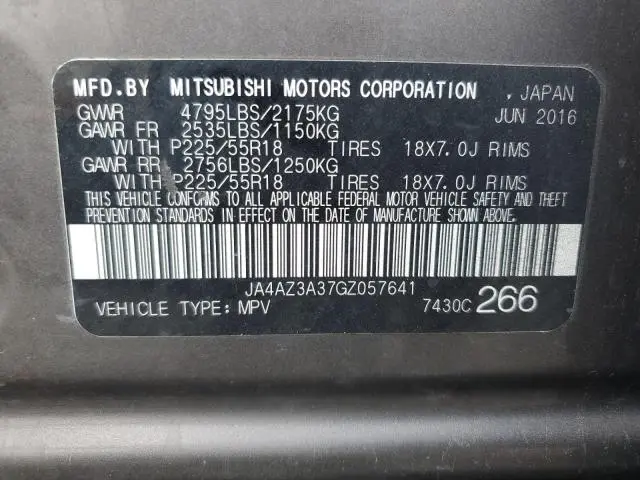 MFD.BY MITSUBISHI MOTORS CORPORATION , JAPAN
GVWR 4795LBS/2175KG JUN 2016
GAWR FR 2535LBS/1150KG
WITH P225/55R18 TIRES 18X7.0J RIMS
GAWR RR 2756LBS/1250KG
WITH P225/55R18 TIRES 18X7.0J RIMS
THIS VEHICLE CONFORMS TO ALL APPLICABLE FEDERAL MOTOR VEHICLE SAFETY AND THEFT
PREVENTION STANDARDS IN EFFECT ON THE DATE OF MANUFACTURE SHOWN ABOVE.
JA4AZ3A37GZ057641
VEHICLE TYPE: MPV 7430C 266